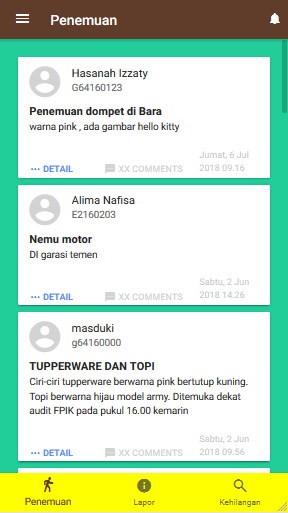 Penemuan
Hasanah Izzaty
G64160123
Penemuan dompet di Bara
warna pink , ada gambar hello kitty
DETAIL
XX COMMENTS
Jumat, 6 Jul
2018 09.16
Alima Nafisa
E2160203
Nemu motor
DI garasi temen
DETAIL
XX COMMENTS
Sabtu, 2 Jun
2018 14.26
masduki
g64160000
TUPPERWARE DAN TOPI
Ciri-ciri tupperware berwarna pink bertutup kuning.
Topi berwarna hijau model army. Ditemuka dekat
audit FPIK pada pukul 16.00 kemarin
DETAIL
XX COMMENTS
Sabtu, 2 Jun
2018 09.56
Penemuan
Lapor
Kehilangan